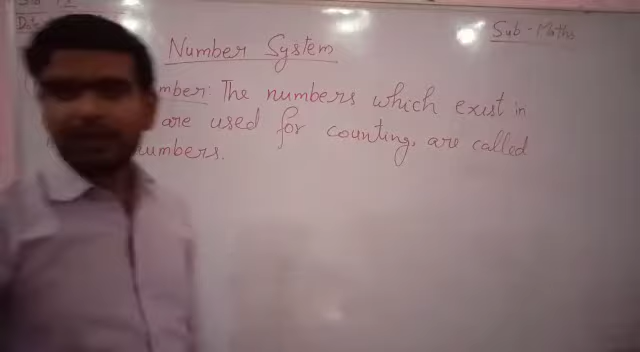 Sub - Maths
Number System
mber: The numbers which exist in
are used for counting, are called
umbers.